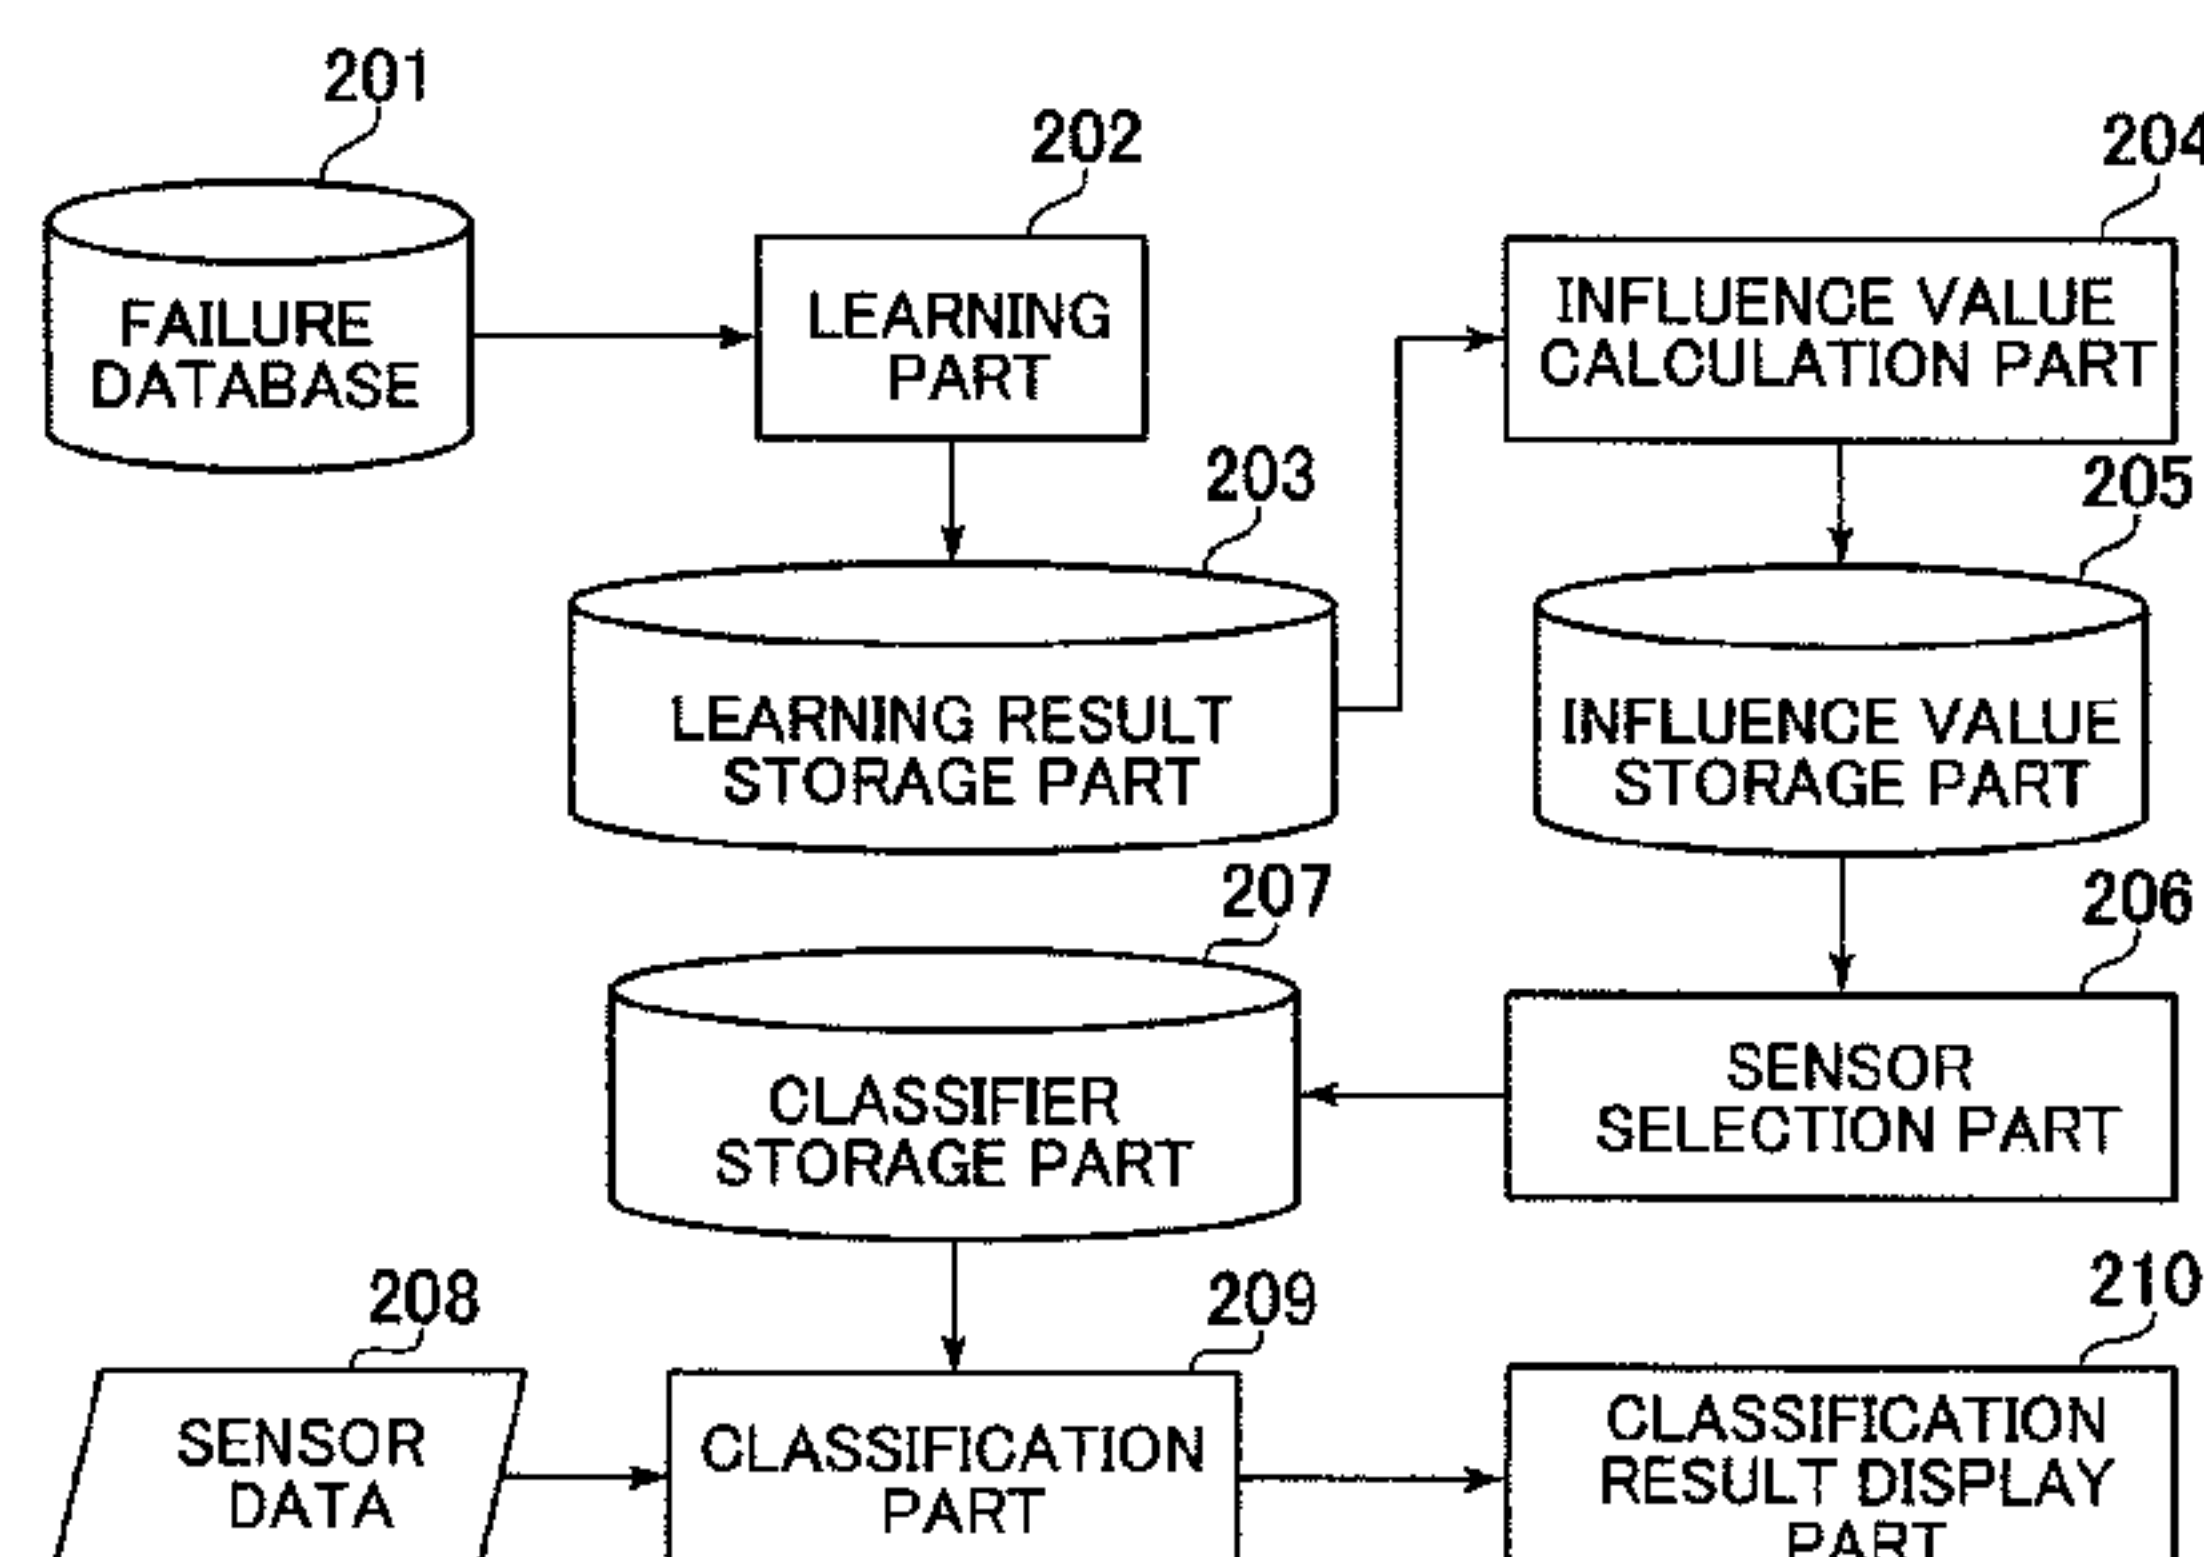 201
202
204
FAILURE
DATABASE
LEARNING
PART
INFLUENCE VALUE
CALCULATION PART
203
205
LEARNING RESULT
STORAGE PART
INFLUENCE VALUE
STORAGE PART
207
206
CLASSIFIER
STORAGE PART
SENSOR
SELECTION PART
208
209
210
SENSOR
DATA
CLASSIFICATION
PART
CLASSIFICATION
RESULT DISPLAY
PART